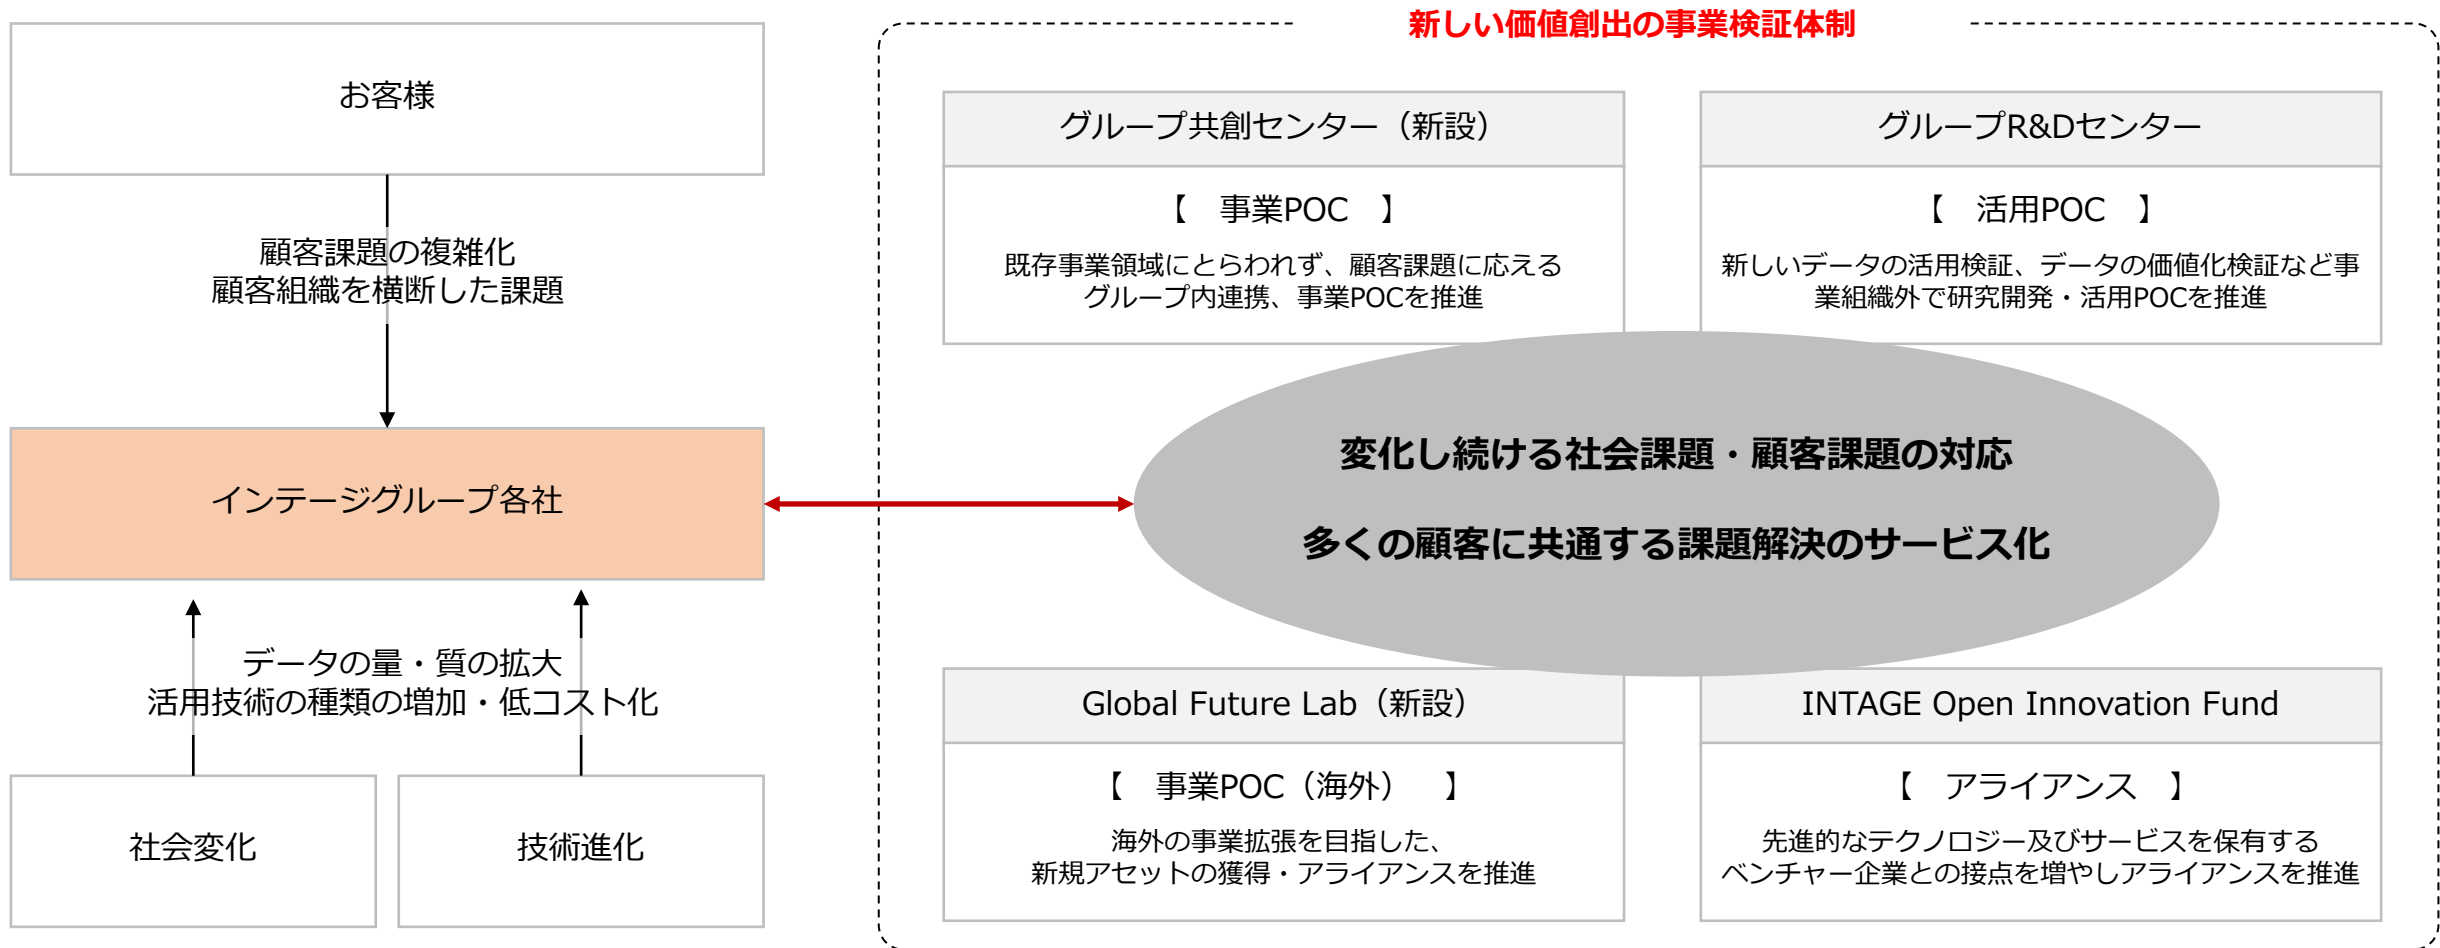 新しい価値創出の事業検証体制
お客様
顧客課題の複雑化
顧客組織を横断した課題
インテージグループ各社
データの量・質の拡大
活用技術の種類の増加・低コスト化
社会変化
技術進化
グループ共創センター（新設）
【　事業POC　】
既存事業領域にとらわれず、顧客課題に応える
グループ内連携、事業POCを推進
グループR&Dセンター
【　活用POC　】
新しいデータの活用検証、データの価値化検証など事
業組織外で研究開発・活用POCを推進
変化し続ける社会課題・顧客課題の対応
多くの顧客に共通する課題解決のサービス化
Global Future Lab（新設）
【　事業POC（海外）　】
海外の事業拡張を目指した、
新規アセットの獲得・アライアンスを推進
INTAGE Open Innovation Fund
【　アライアンス　】
先進的なテクノロジー及びサービスを保有する
ベンチャー企業との接点を増やしアライアンスを推進